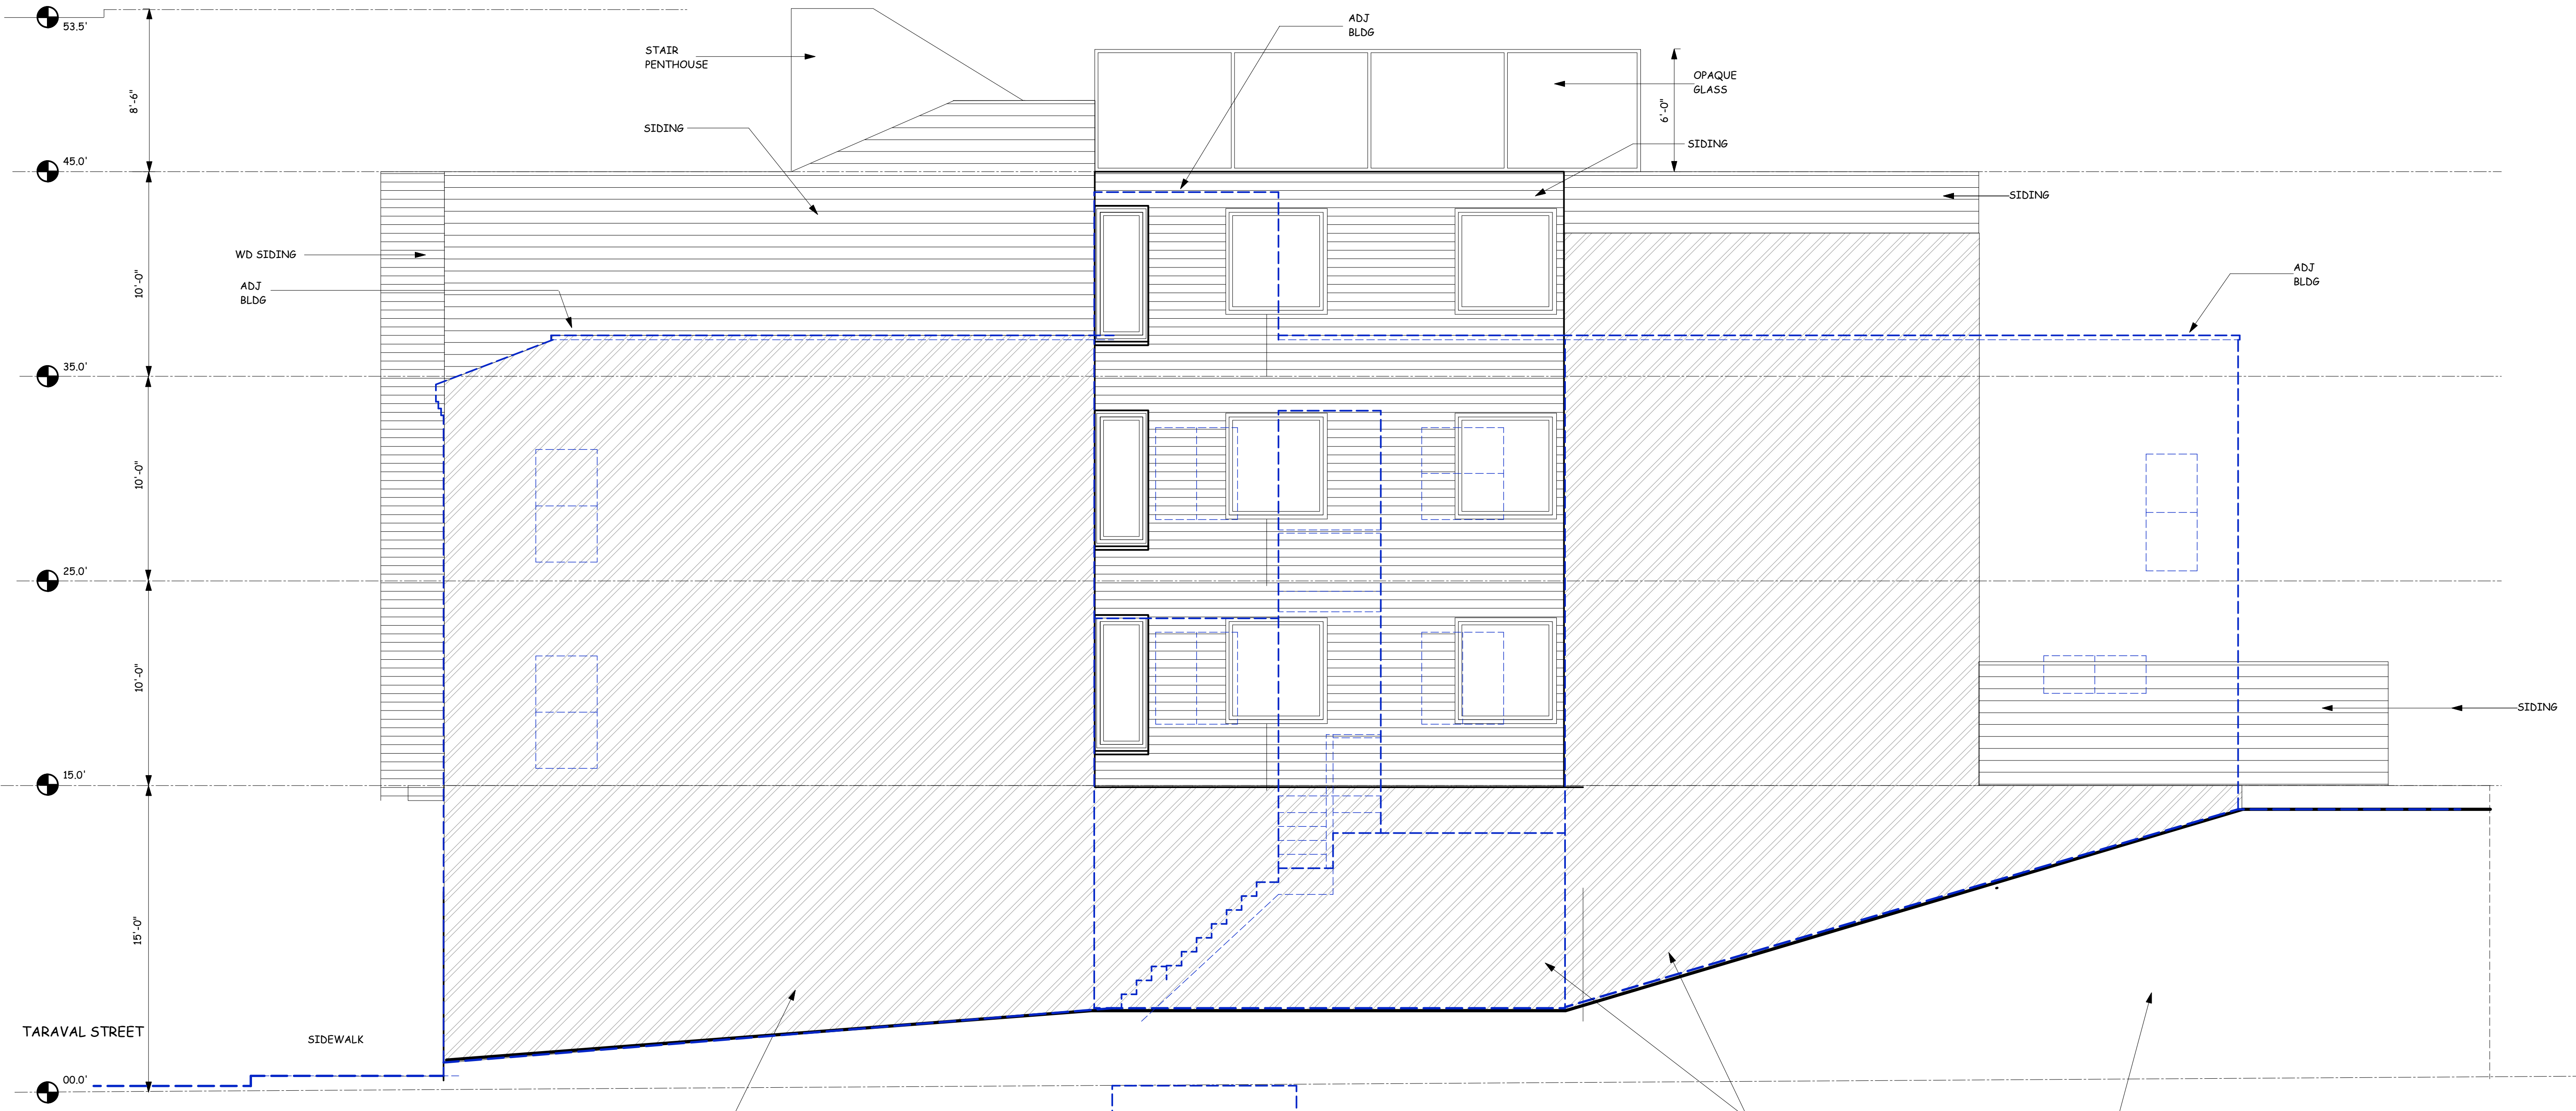 53.5'
8'-6"
45.0'
10'-0"
35.0'
10'-0"
25.0'
10'-0"
15.0'
15'-0"
00.0'
TARAVAL STREET
SIDEWALK
STAIR
PENTHOUSE
SIDING
WD SIDING
ADJ
BLDG
ADJ
BLDG
OPAQUE
GLASS
6'-0"
SIDING
SIDING
ADJ
BLDG
SIDING